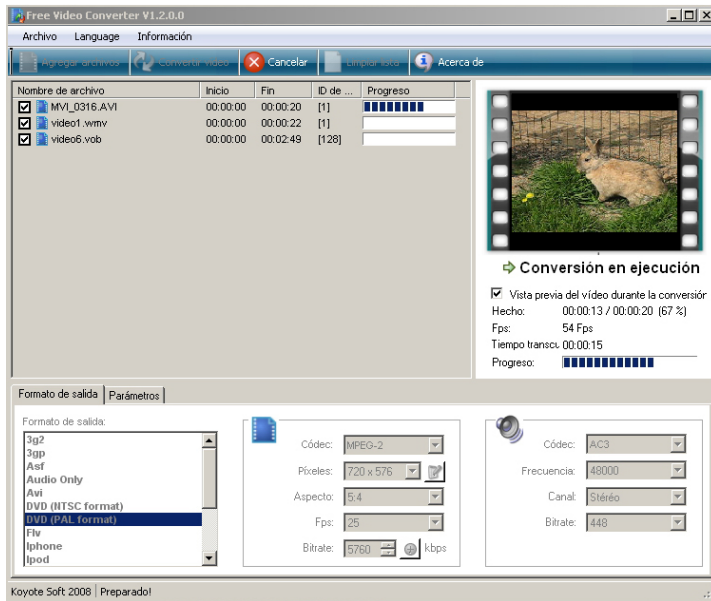 Free Video Converter V1.2.0.0
Archivo Language Información
Agregar archivos Convertir video Cancelar Limpiar lista Acerca de
Nombre de archivo Inicio Fin ID de ... Progreso
MVI_0316.AVI 00:00:00 00:00:20 [1]
video1.wmv 00:00:00 00:00:22 [1]
video6.vob 00:00:00 00:02:49 [128]
Conversión en ejecución
Vista previa del vídeo durante la conversión
Hecho: 00:00:13 / 00:00:20 (67 %)
Fps: 54 Fps
Tiempo transcu 00:00:15
Progreso:
Formato de salida Parámetros
Formato de salida:
3g2
3gp
Asf
Audio Only
Avi
DVD (NTSC format)
DVD (PAL format)
Flv
Iphone
Ipod
Códec: MPEG-2
Píxeles: 720 x 576
Aspecto: 5:4
Fps: 25
Bitrate: 5760 kbps
Códec: AC3
Frecuencia: 48000
Canal: Stéréo
Bitrate: 448
Koyote Soft 2008 Preparado!